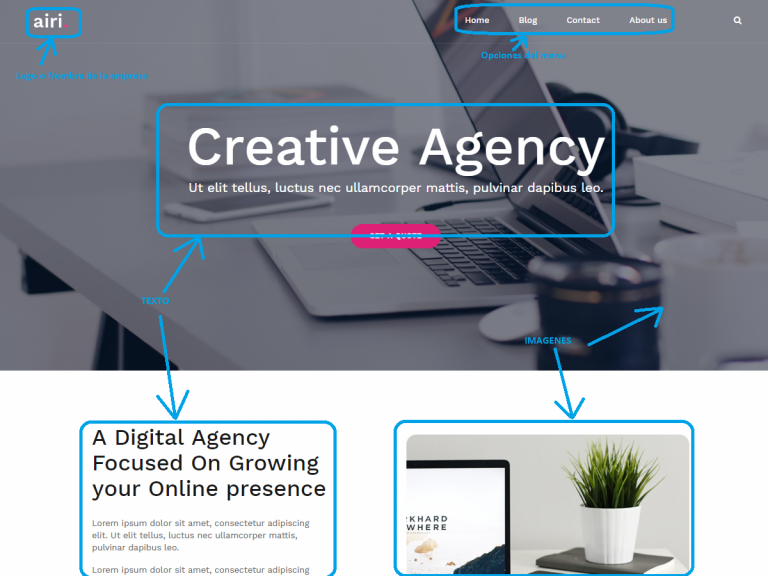 airi.
Home Blog Contact About us
Opciones del menu
Logo o Nombre de la empresa
Creative Agency
Ut elit tellus, luctus nec ullamcorper mattis, pulvinar dapibus leo.
GET A QUOTE
TEXTO
IMAGENES
A Digital Agency
Focused On Growing
your Online presence
Lorem ipsum dolor sit amet, consectetur adipiscing
elit. Ut elit tellus, luctus nec ullamcorper mattis,
pulvinar dapibus leo.
Lorem ipsum dolor sit amet, consectetur adipiscing
RKHARD
WHERE